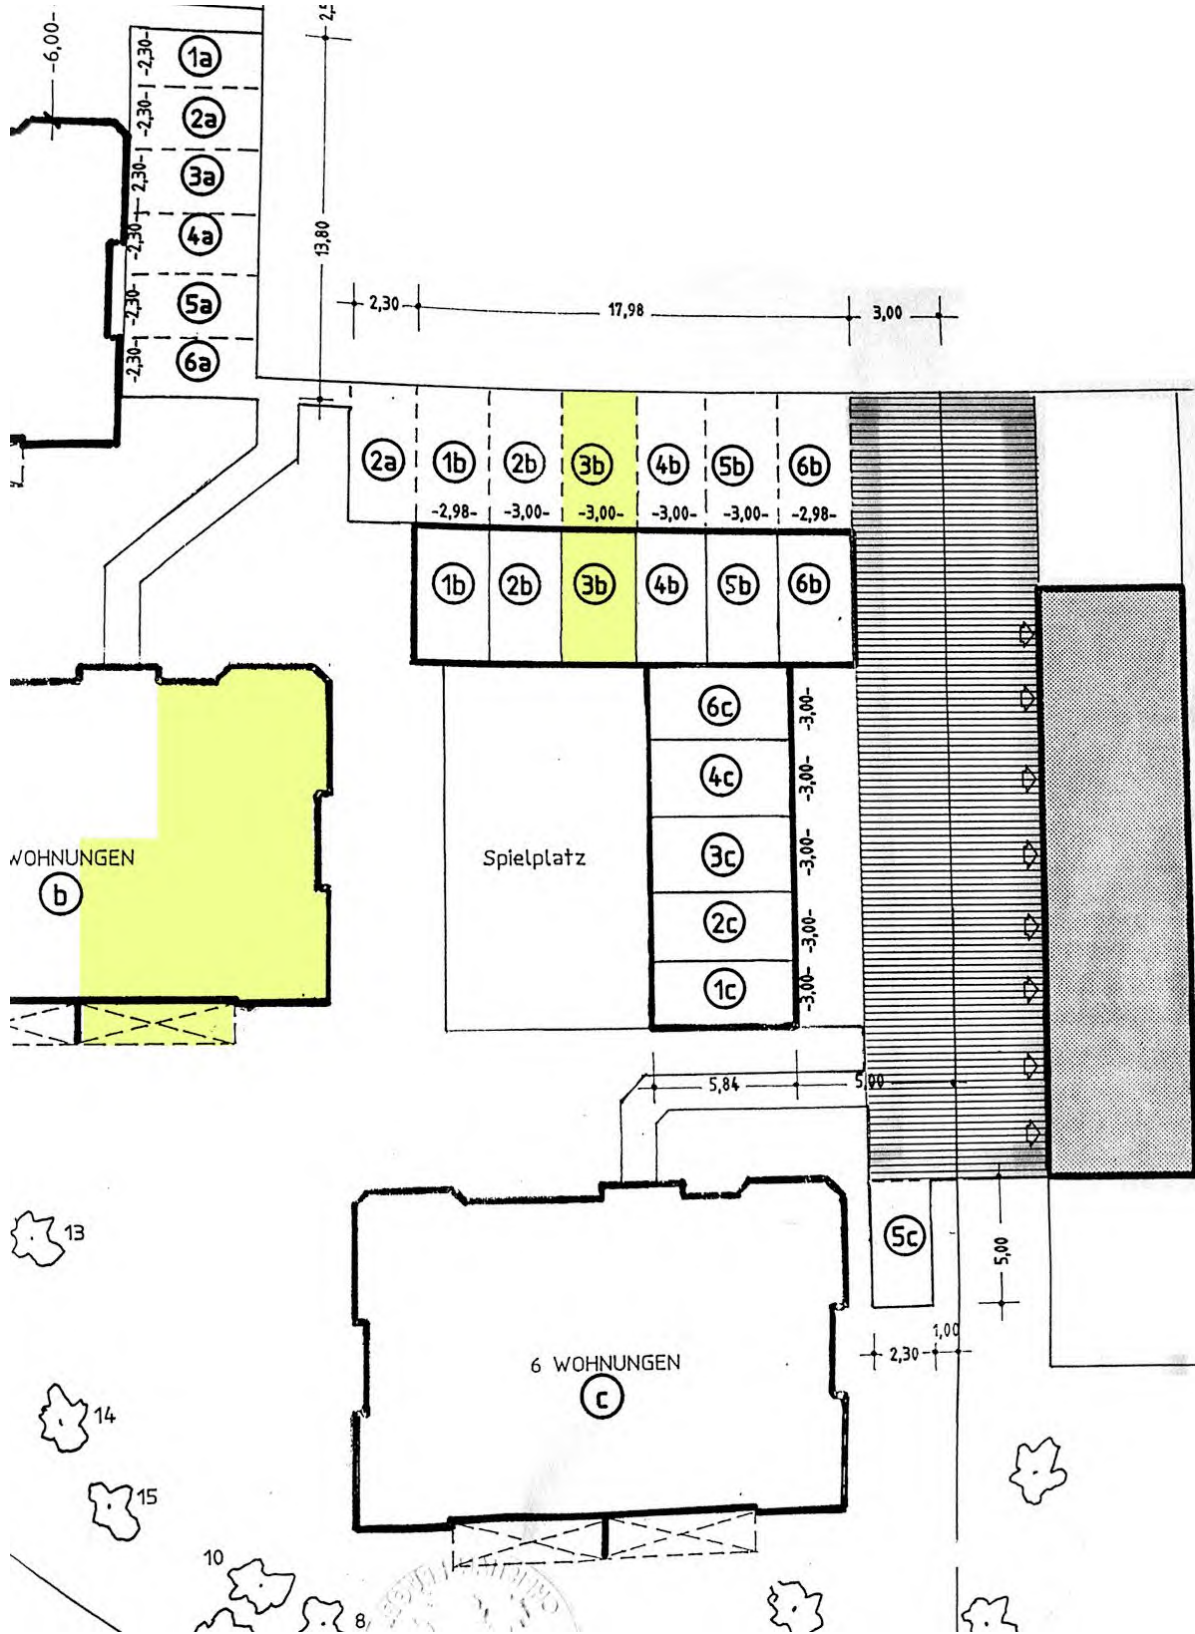 -6,00-
2,5
-2,30-
1a
-2,30-
2a
2,30-
3a
-2,30-
4a
-2,30-
5a
-2,30-
6a
13,80
2,30
17,98
3,00
2a
1b
2b
3b
4b
5b
6b
-2,98-
-3,00-
-3,00-
-3,00-
-3,00-
-2,98-
1b
2b
3b
4b
5b
6b
6c
-3,00-
4c
-3,00-
3c
-3,00-
2c
-3,00-
1c
-3,00-
WOHNUNGEN
b
Spielplatz
5,84
5,00
5c
5,00
2,30
1,00
6 WOHNUNGEN
c
13
14
15
10
8